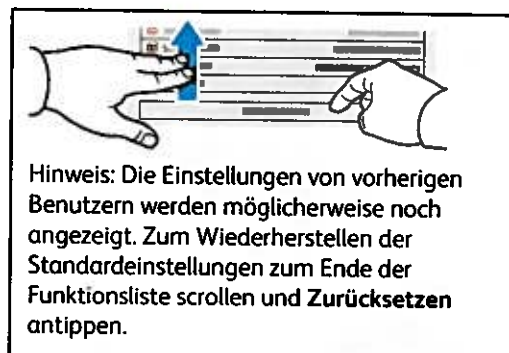 Hinweis: Die Einstellungen von vorherigen
Benutzern werden möglicherweise noch
angezeigt. Zum Wiederherstellen der
Standardeinstellungen zum Ende der
Funktionsliste scrollen und Zurücksetzen
antippen.